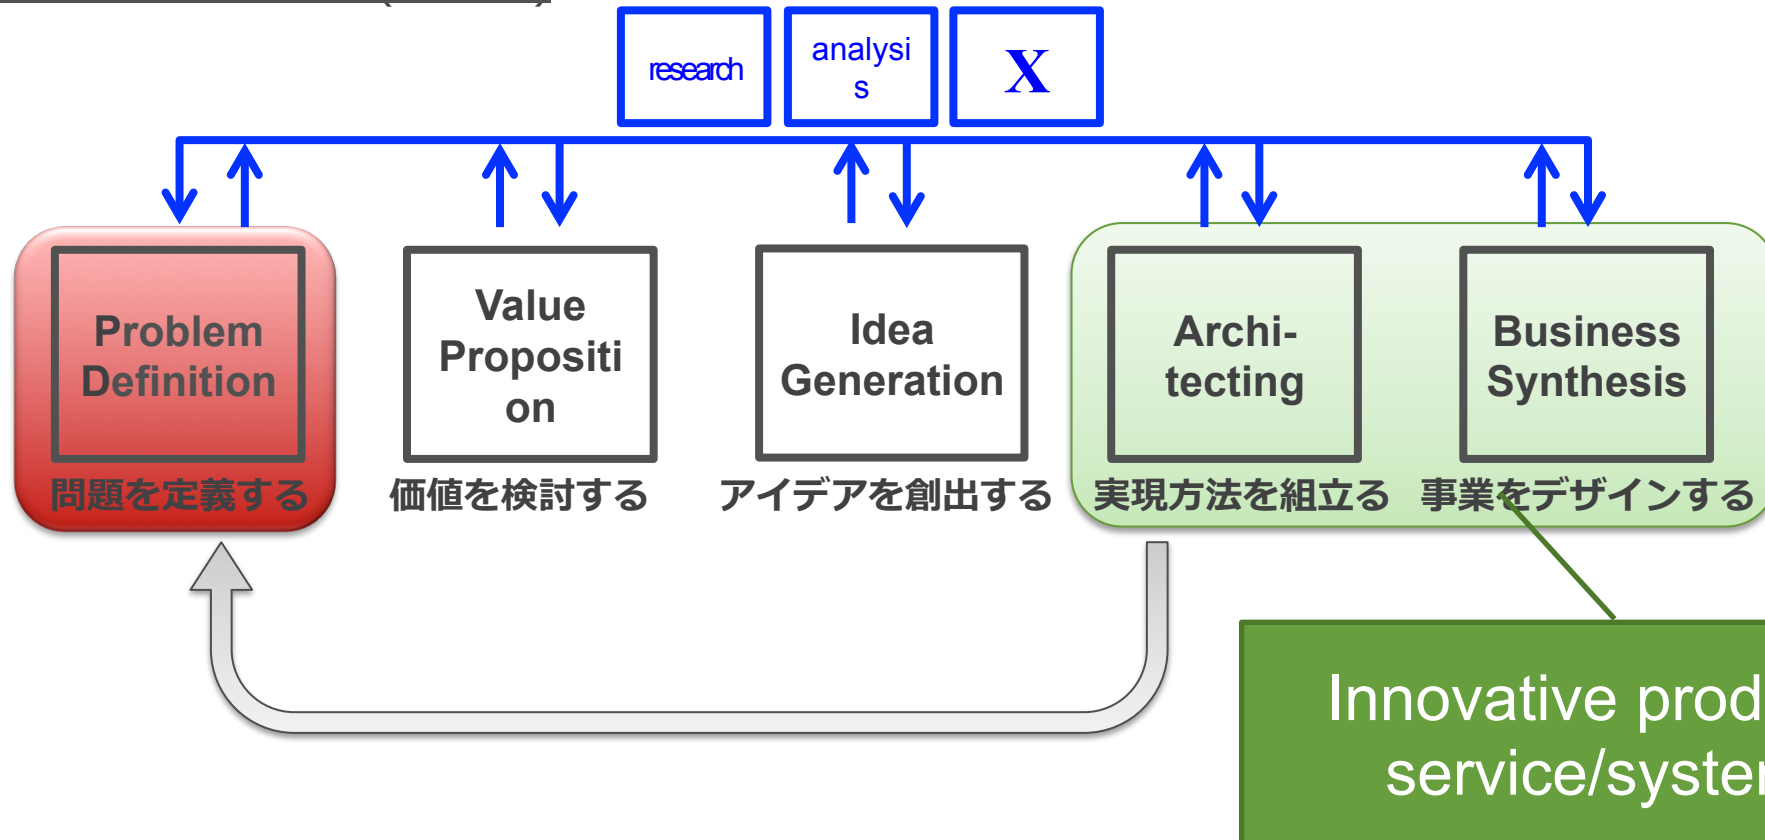 research
analysi
s
X
Problem
Definition
Value
Propositi
on
Idea
Generation
Archi-
tecting
Business
Synthesis
問題を定義する
価値を検討する
アイデアを創出する
実現方法を組立る
事業をデザインする
Innovative prod
service/system